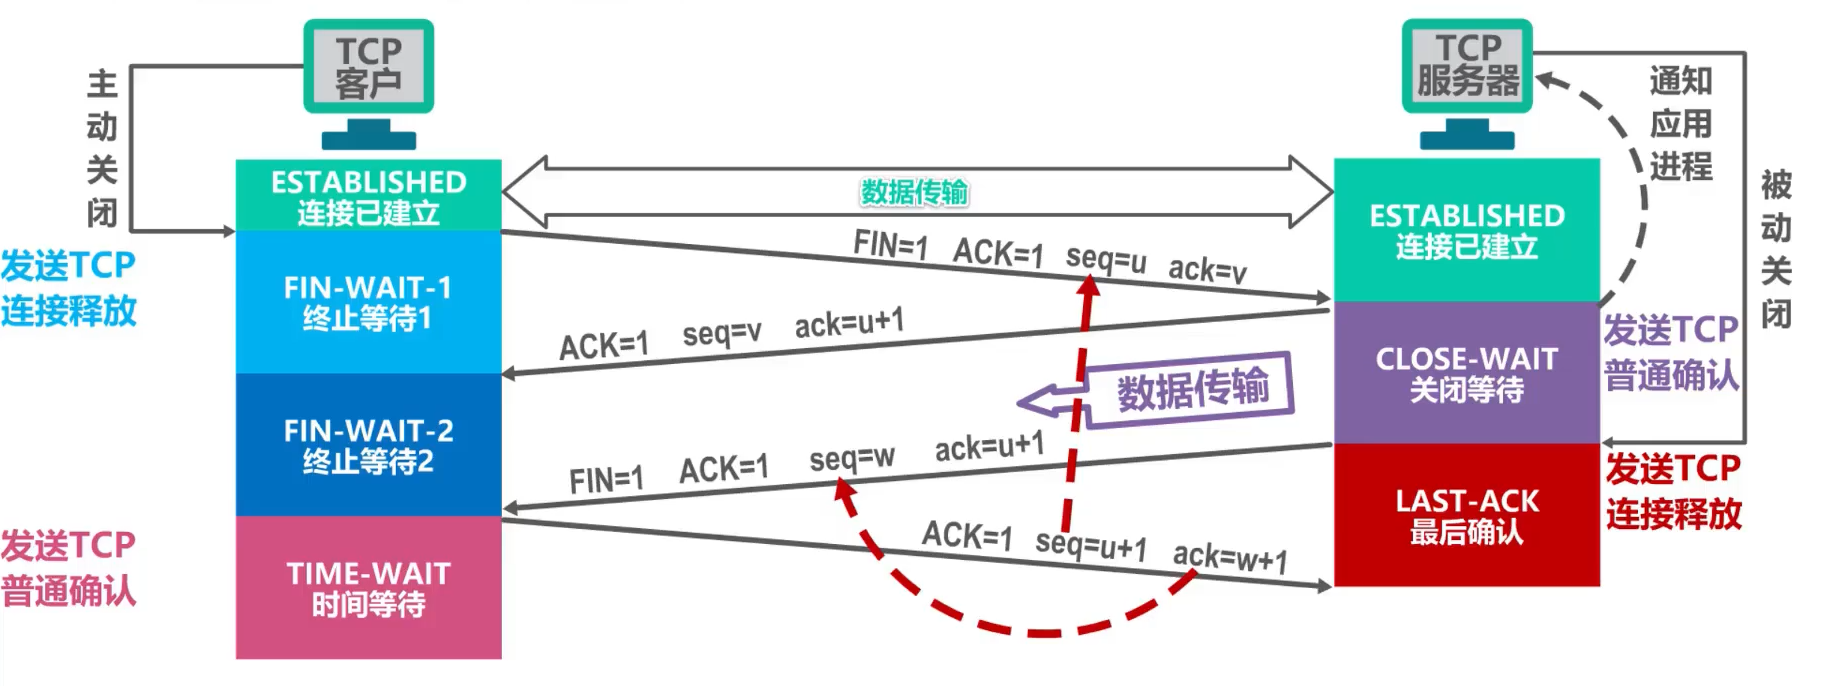 TCP
客户
TCP
服务器
主动关闭
通知
应用
进程
被动关闭
ESTABLISHED
连接已建立
数据传输
ESTABLISHED
连接已建立
FIN=1 ACK=1 seq=u ack=v
发送TCP
连接释放
FIN-WAIT-1
终止等待1
ACK=1 seq=v ack=u+1
发送TCP
普通确认
CLOSE-WAIT
关闭等待
数据传输
FIN-WAIT-2
终止等待2
FIN=1 ACK=1 seq=w ack=u+1
发送TCP
连接释放
LAST-ACK
最后确认
ACK=1 seq=u+1 ack=w+1
发送TCP
普通确认
TIME-WAIT
时间等待